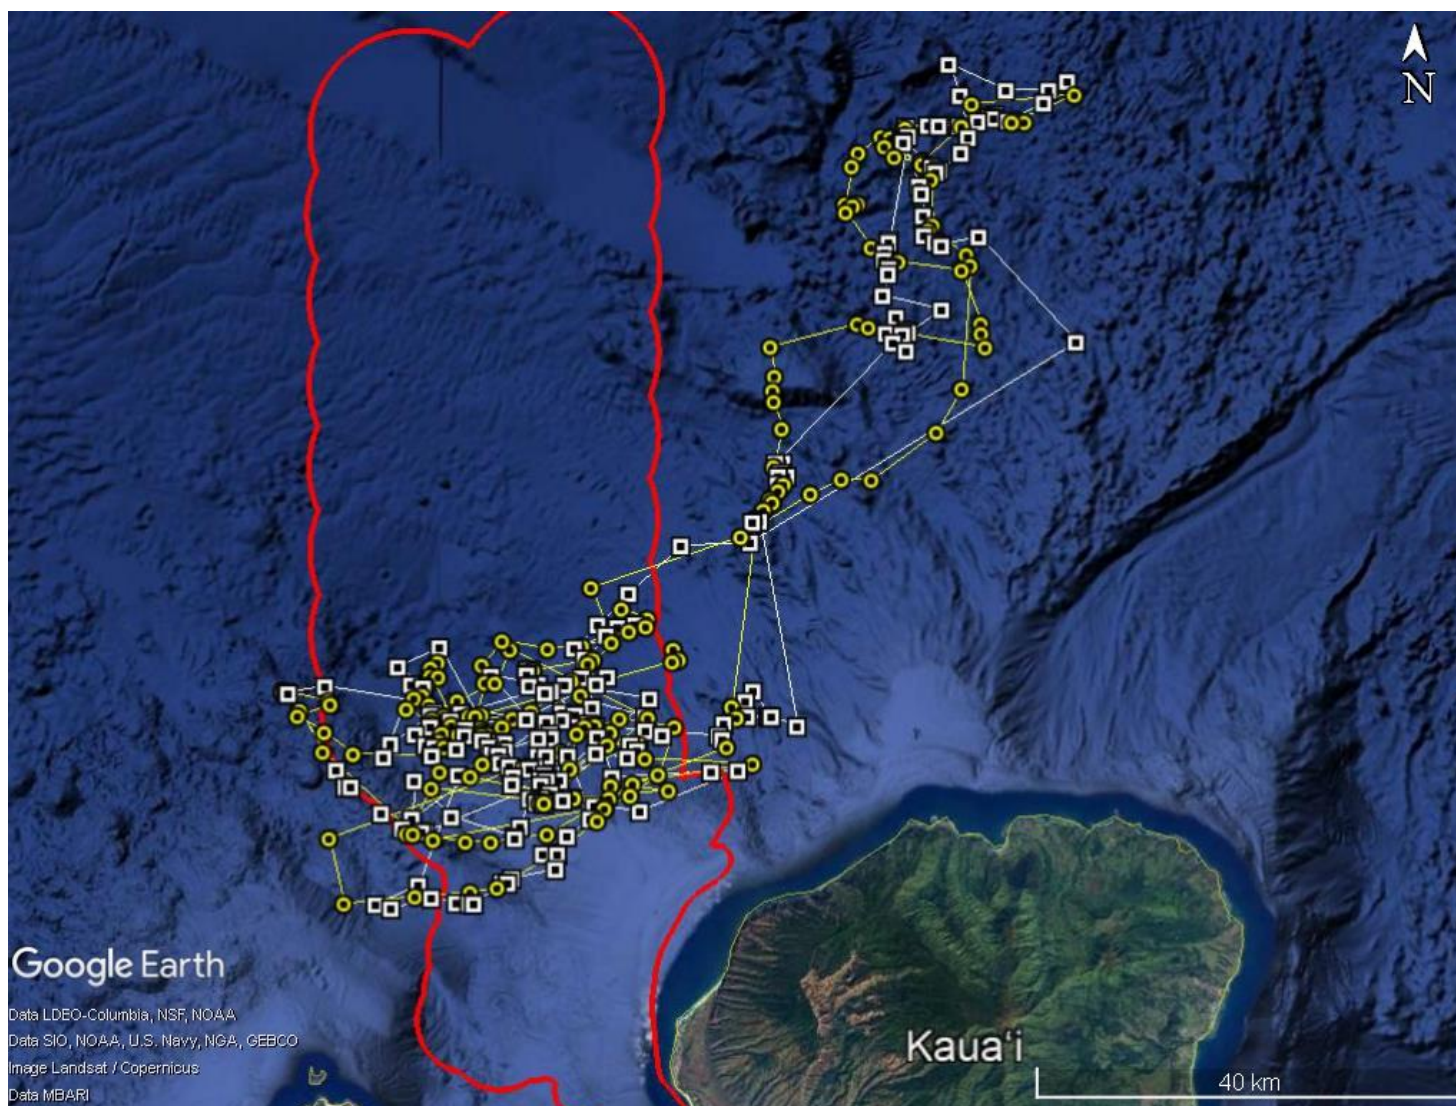 N
Google Earth
Data LDEO-Columbia, NSF, NOAA
Data SIO, NOAA, U.S. Navy, NGA, GEBCO
Image Landsat / Copernicus
Data MBARI
Kauaʻi
40 km